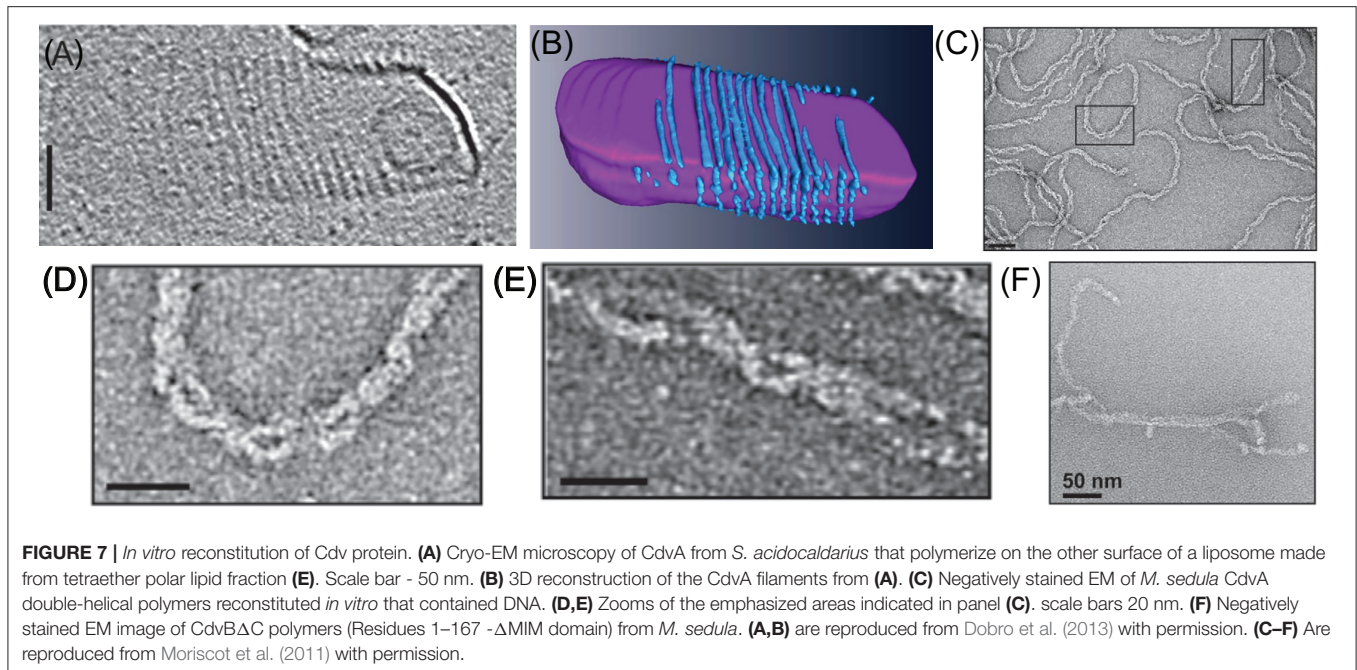 (A)
(B)
(C)
(D)
(E)
(F)
50 nm
FIGURE 7 | In vitro reconstitution of Cdv protein. (A) Cryo-EM microscopy of CdvA from S. acidocaldarius that polymerize on the other surface of a liposome made
from tetraether polar lipid fraction (E). Scale bar - 50 nm. (B) 3D reconstruction of the CdvA filaments from (A). (C) Negatively stained EM of M. sedula CdvA
double-helical polymers reconstituted in vitro that contained DNA. (D,E) Zooms of the emphasized areas indicated in panel (C). scale bars 20 nm. (F) Negatively
stained EM image of CdvBΔC polymers (Residues 1–167 -ΔMIM domain) from M. sedula. (A,B) are reproduced from Dobro et al. (2013) with permission. (C–F) Are
reproduced from Moriscot et al. (2011) with permission.